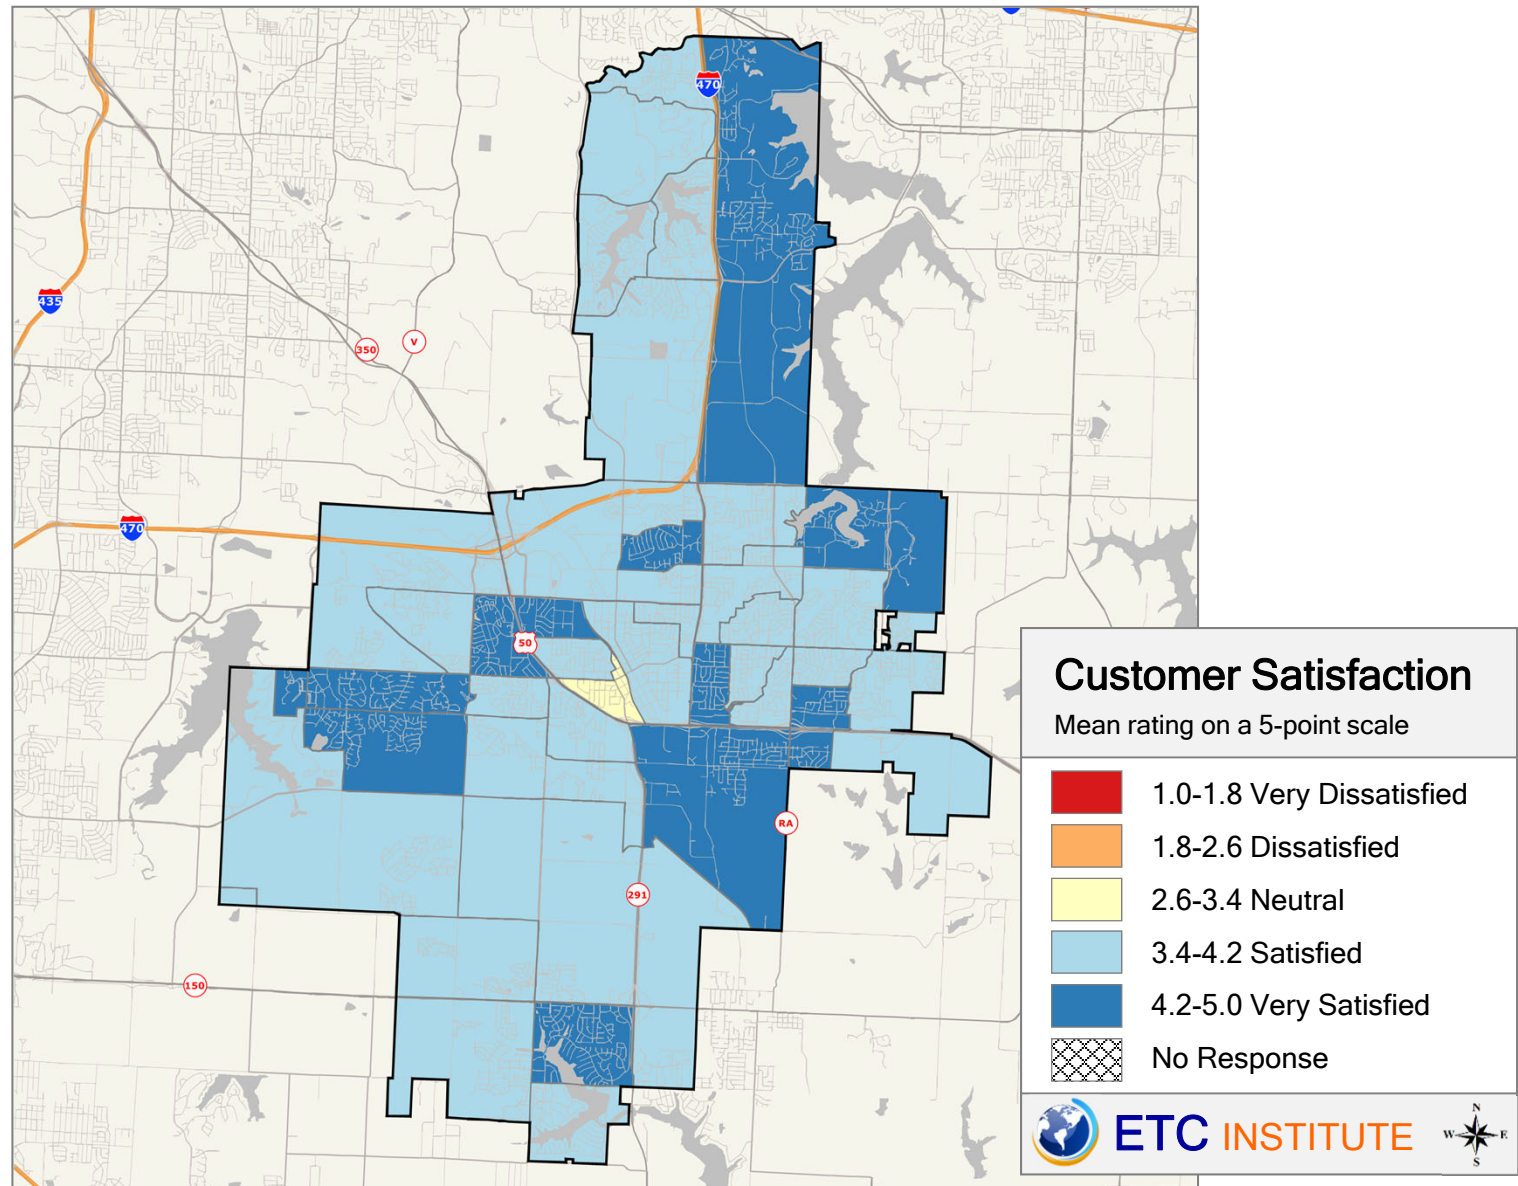 470
435
350
V
470
50
RA
291
150
Customer Satisfaction
Mean rating on a 5-point scale
1.0-1.8 Very Dissatisfied
1.8-2.6 Dissatisfied
2.6-3.4 Neutral
3.4-4.2 Satisfied
4.2-5.0 Very Satisfied
No Response
ETC INSTITUTE
N
W E
S